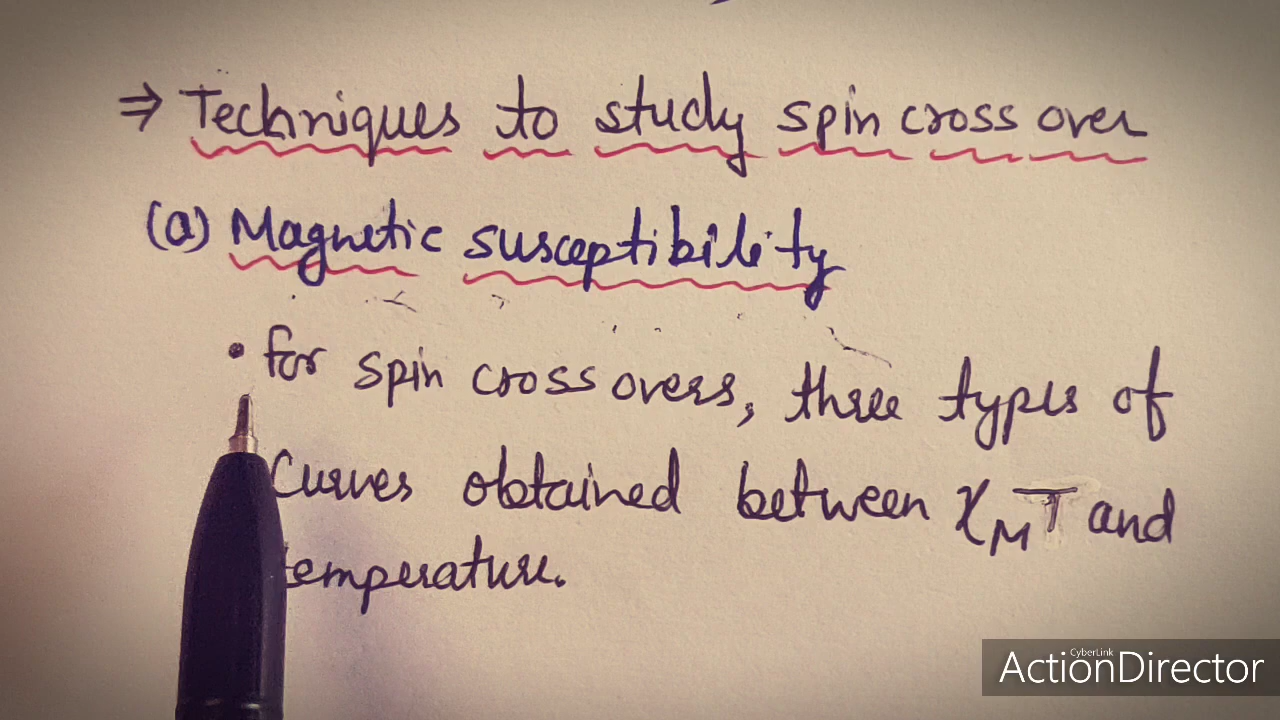 ⇒ Techniques to study spin cross over
(a) Magnetic susceptibility
• For spin cross overs, three types of
Curves obtained between χMT and
temperature.
CyberLink
ActionDirector